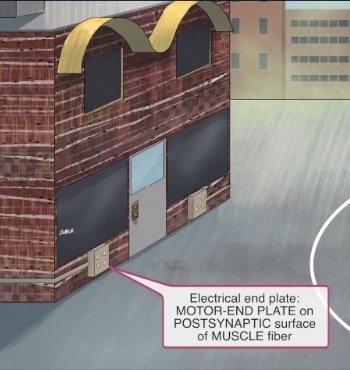 Electrical end plate:
MOTOR-END PLATE on
POSTSYNAPTIC surface
of MUSCLE fiber